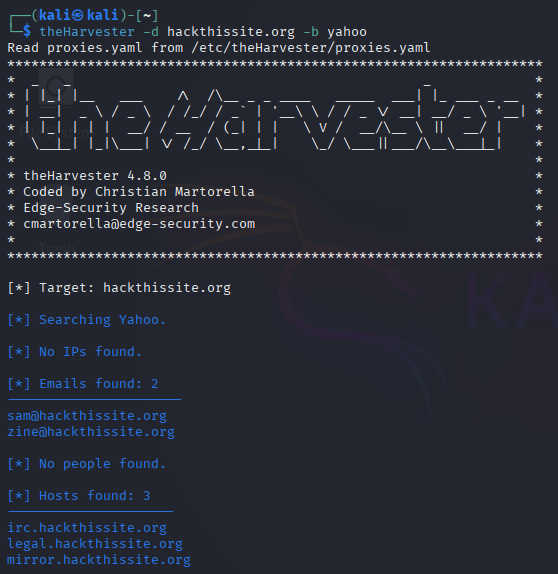 (kali㉿kali)-[~]
$ theHarvester -d hackthissite.org -b yahoo
Read proxies.yaml from /etc/theHarvester/proxies.yaml
*******************************************************************
theHarvester
* theHarvester 4.8.0 *
* Coded by Christian Martorella *
* Edge-Security Research *
* cmartorella@edge-security.com *
* *
*******************************************************************
[*] Target: hackthissite.org
[*] Searching Yahoo.
[*] No IPs found.
[*] Emails found: 2
----------------------
sam@hackthissite.org
zine@hackthissite.org
[*] No people found.
[*] Hosts found: 3
---------------------
irc.hackthissite.org
legal.hackthissite.org
mirror.hackthissite.org
Trash
KA